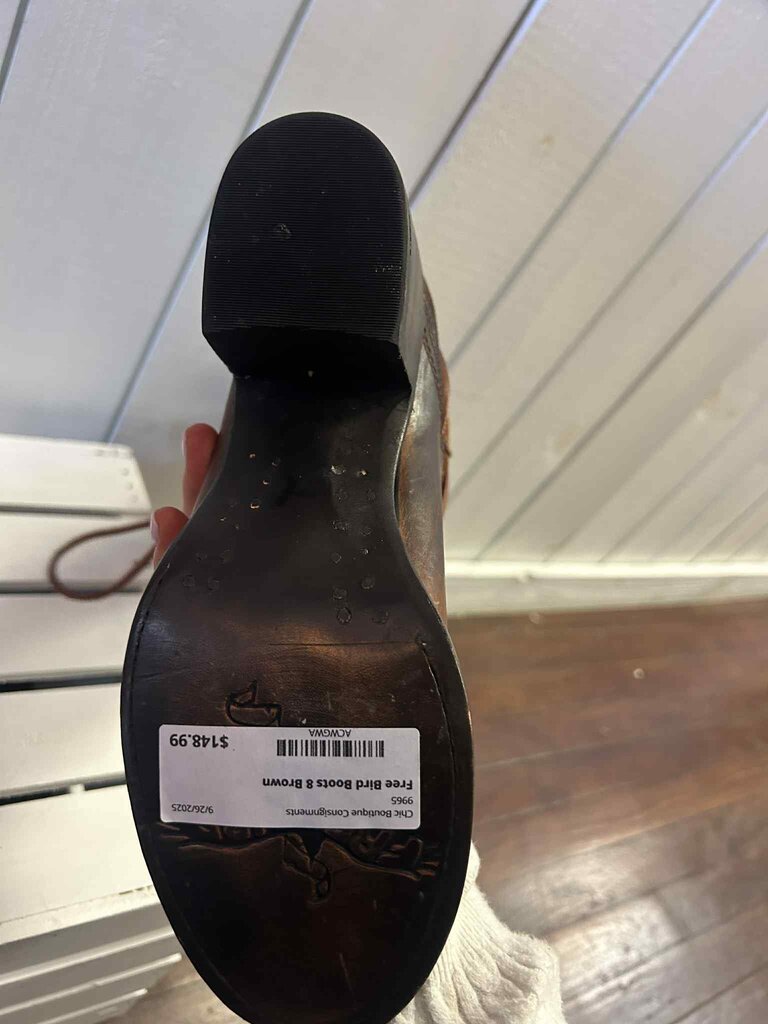 Chic Boutique Consignments 9/26/2025
9965
Free Bird Boots 8 Brown
ACWGWA
$148.99